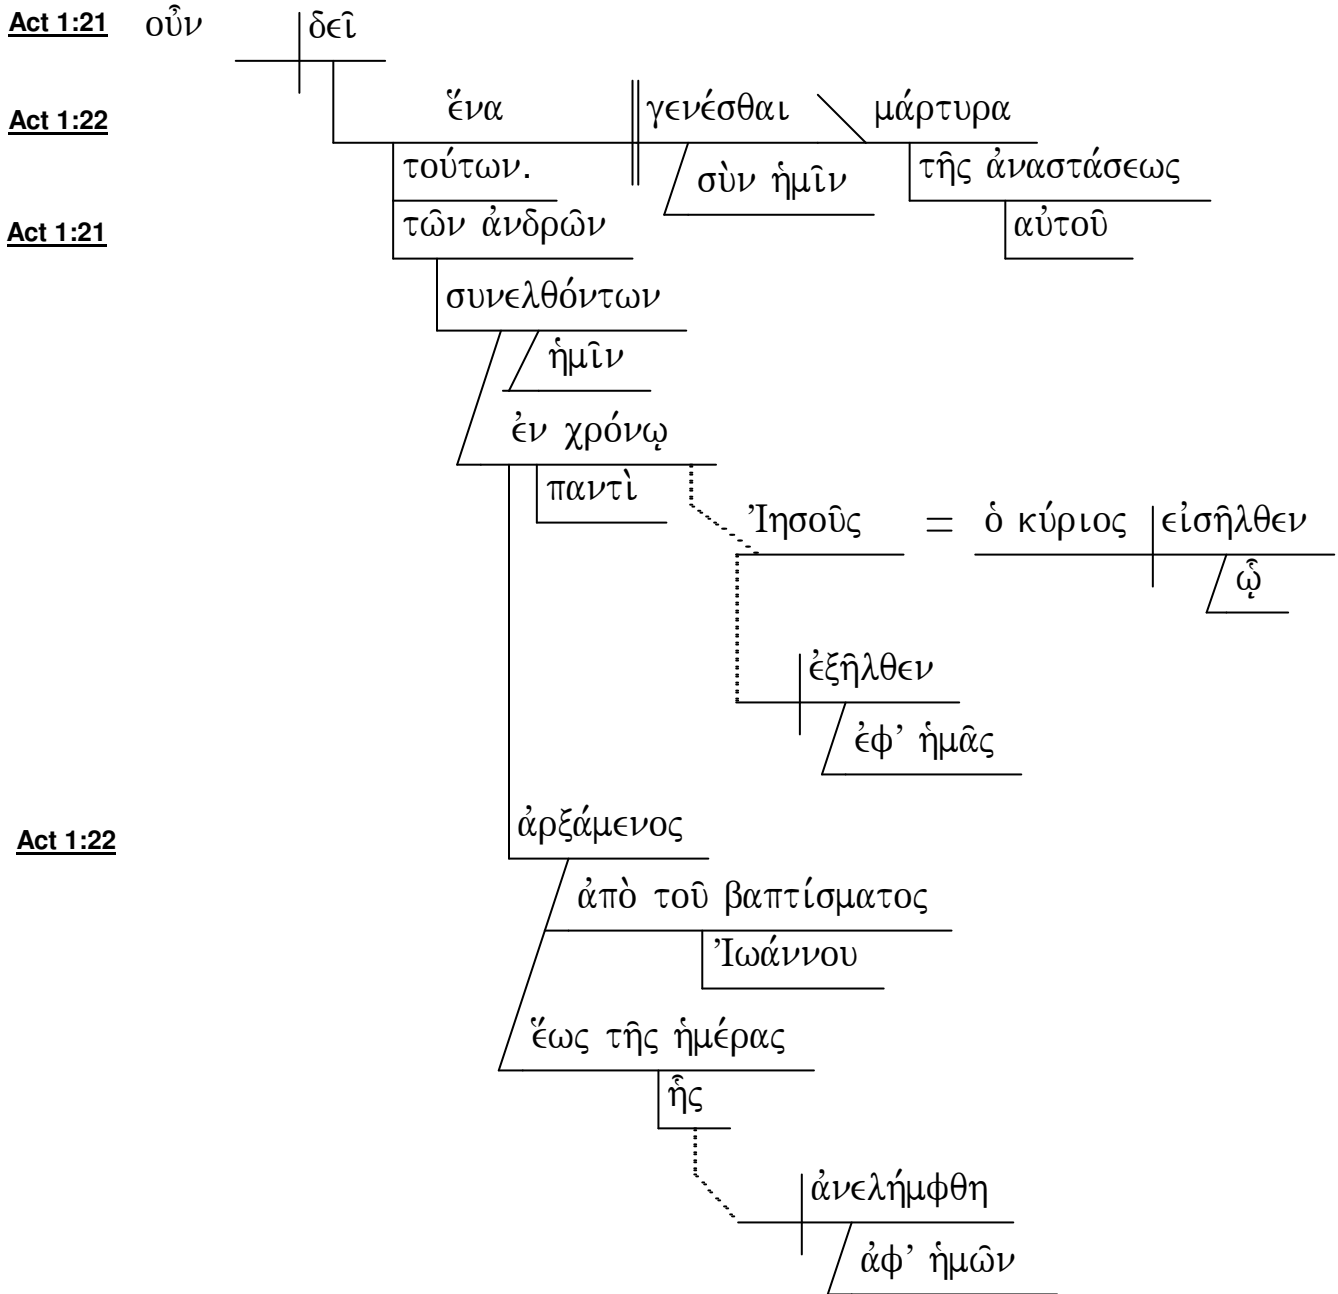 Act 1:21 οὖν δεῖ
Act 1:22 ἕνα γενέσθαι μάρτυρα
τούτων. σὺν ἡμῖν τῆς ἀναστάσεως
Act 1:21 τῶν ἀνδρῶν αὐτοῦ
συνελθόντων
ἡμῖν
ἐν χρόνῳ
παντὶ
Ἰησοῦς = ὁ κύριος εἰσῆλθεν
ᾧ
ἐξῆλθεν
ἐφ’ ἡμᾶς
Act 1:22 ἀρξάμενος
ἀπὸ τοῦ βαπτίσματος
Ἰωάννου
ἕως τῆς ἡμέρας
ἧς
ἀνελήμφθη
ἀφ’ ἡμῶν